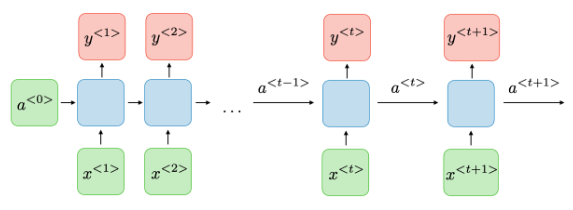 y<1> y<2> y<t> y<t+1>
a<0> ... a<t−1> a<t> a<t+1>
x<1> x<2> x<t> x<t+1>